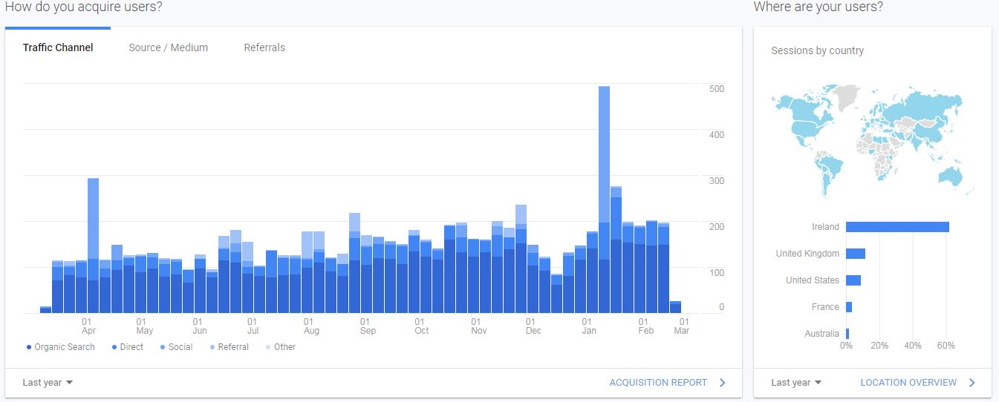 How do you acquire users?
Traffic Channel Source / Medium Referrals
500
400
300
200
100
0
01 01 01 01 01 01 01 01 01 01 01 01
Apr May Jun Jul Aug Sep Oct Nov Dec Jan Feb Mar
Organic Search Direct Social Referral Other
Last year ACQUISITION REPORT
Where are your users?
Sessions by country
Ireland
United Kingdom
United States
France
Australia
0% 20% 40% 60%
Last year LOCATION OVERVIEW